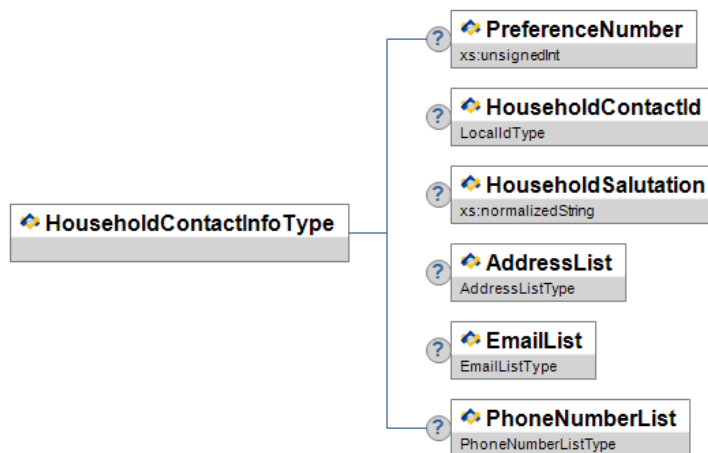 ?
PreferenceNumber
xs:unsignedInt
?
HouseholdContactId
LocalIdType
?
HouseholdSalutation
xs:normalizedString
HouseholdContactInfoType
?
AddressList
AddressListType
?
EmailList
EmailListType
?
PhoneNumberList
PhoneNumberListType